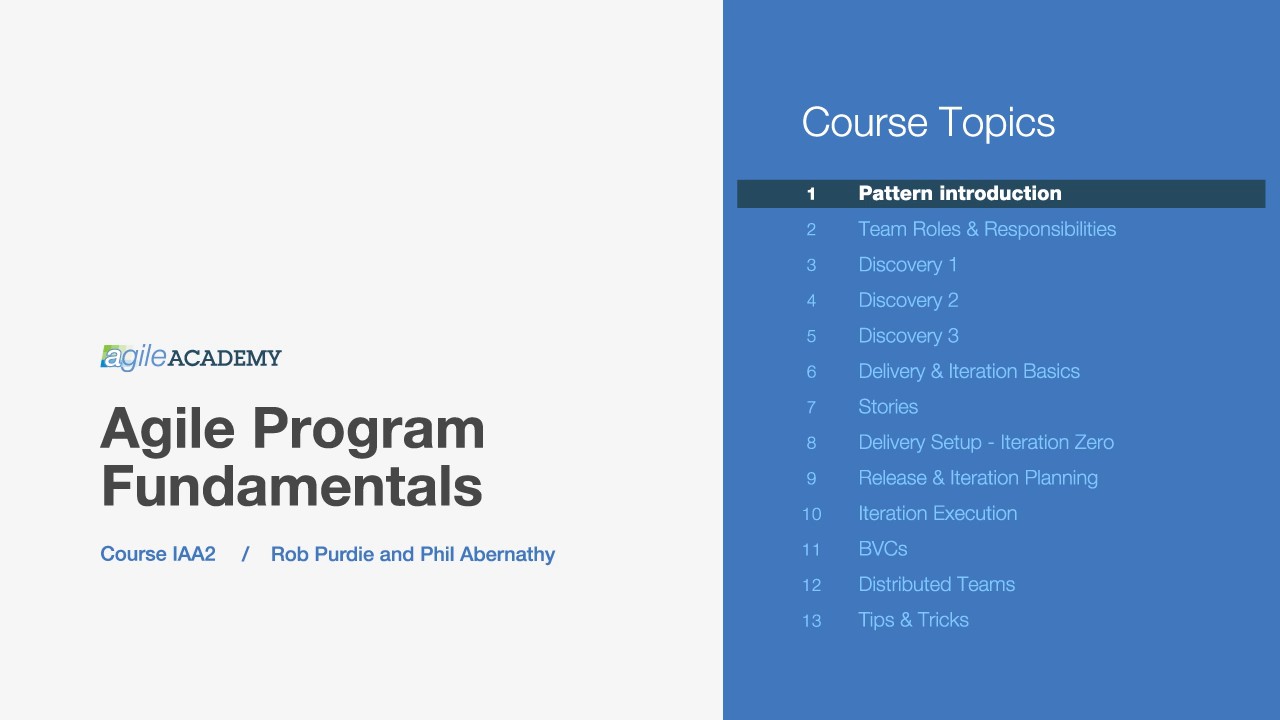 agileACADEMY
Agile Program
Fundamentals
Course IAA2 / Rob Purdie and Phil Abernathy
Course Topics
1 Pattern introduction
2 Team Roles & Responsibilities
3 Discovery 1
4 Discovery 2
5 Discovery 3
6 Delivery & Iteration Basics
7 Stories
8 Delivery Setup - Iteration Zero
9 Release & Iteration Planning
10 Iteration Execution
11 BVCs
12 Distributed Teams
13 Tips & Tricks